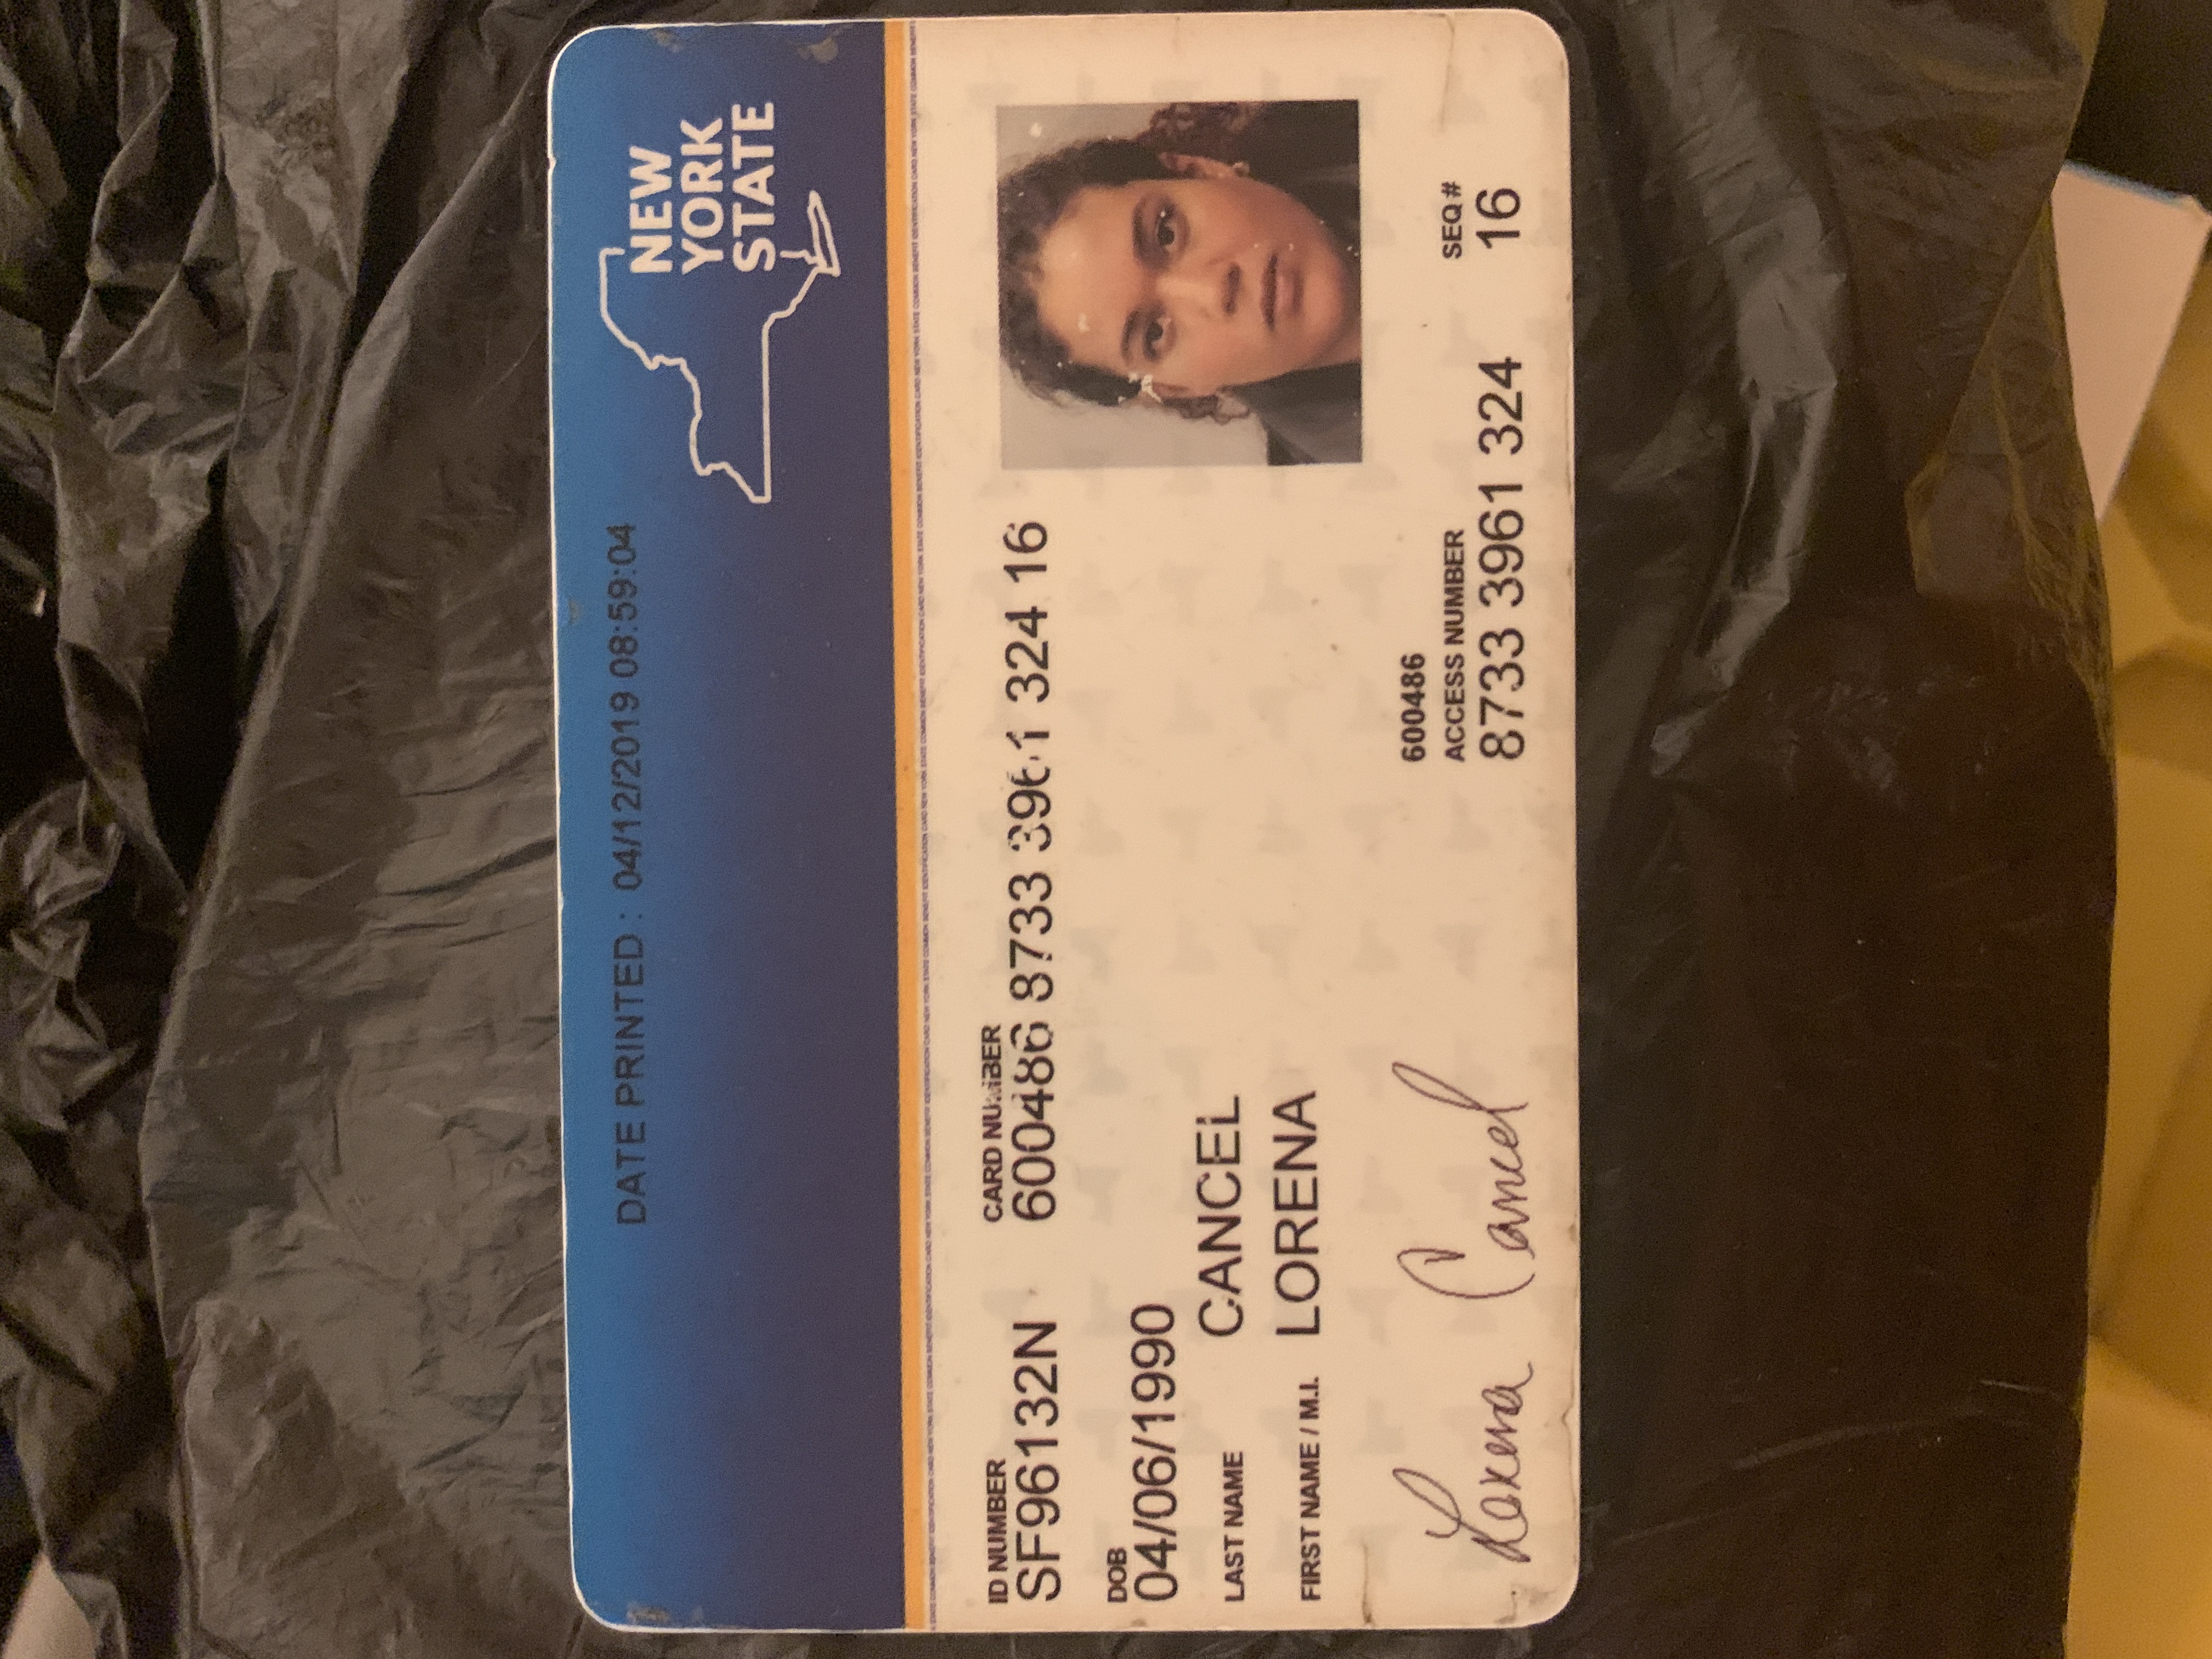 DATE PRINTED : 04/12/2019 08:59:04
NEW
YORK
STATE
ID NUMBER CARD NUMBER
SF96132N 600486 8733 3961 324 16
DOB
04/06/1990
LAST NAME CANCEL
FIRST NAME / M.I. LORENA
600486
ACCESS NUMBER SEQ #
8733 3961 324 16
Lorena Cancel